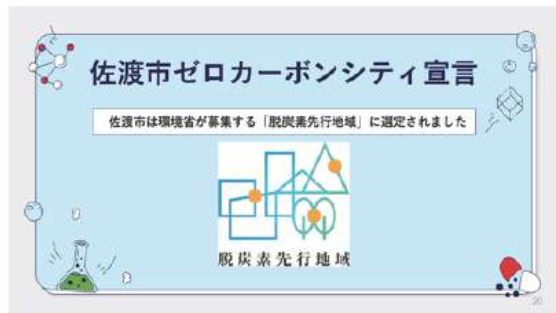 佐渡市ゼロカーボンシティ宣言
佐渡市は環境省が募集する「脱炭素先行地域」に選定されました
脱炭素先行地域